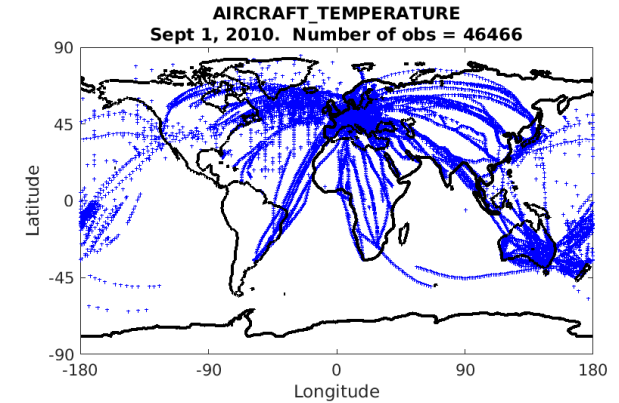 AIRCRAFT_TEMPERATURE
Sept 1, 2010.  Number of obs = 46466
90
45
0
-45
-90
Latitude
-180
-90
0
90
180
Longitude